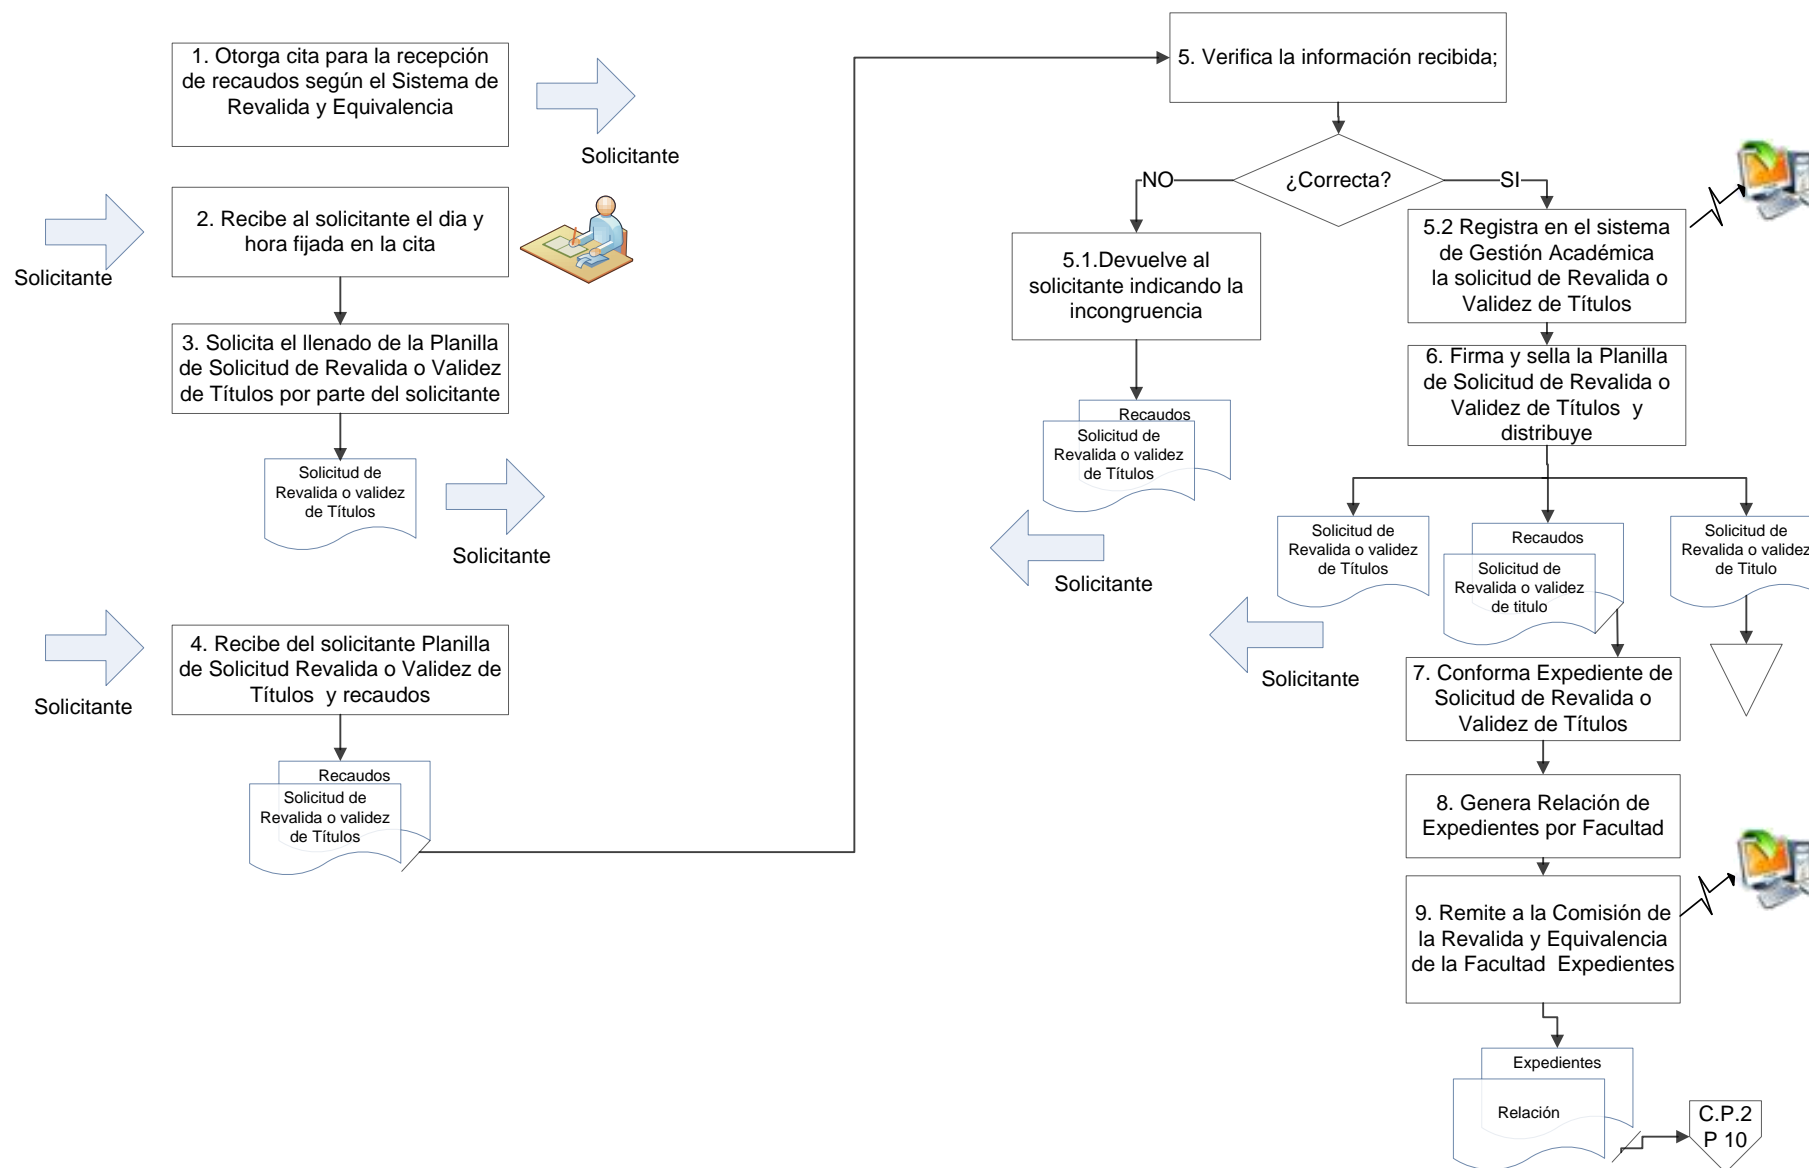 1. Otorga cita para la recepción
de recaudos según el Sistema de
Revalida y Equivalencia
Solicitante
2. Recibe al solicitante el dia y
hora fijada en la cita
Solicitante
3. Solicita el llenado de la Planilla
de Solicitud de Revalida o Validez
de Títulos por parte del solicitante
Solicitud de
Revalida o validez
de Títulos
Solicitante
4. Recibe del solicitante Planilla
de Solicitud Revalida o Validez de
Títulos y recaudos
Solicitante
Recaudos
Solicitud de
Revalida o validez
de Títulos
5. Verifica la información recibida;
¿Correcta?
NO
SI
5.1.Devuelve al
solicitante indicando la
incongruencia
Recaudos
Solicitud de
Revalida o validez
de Títulos
Solicitante
5.2 Registra en el sistema
de Gestión Académica
la solicitud de Revalida o
Validez de Títulos
6. Firma y sella la Planilla
de Solicitud de Revalida o
Validez de Títulos y
distribuye
Solicitud de
Revalida o validez
de Títulos
Solicitante
Recaudos
Solicitud de
Revalida o validez
de titulo
Solicitud de
Revalida o validez
de Titulo
7. Conforma Expediente de
Solicitud de Revalida o
Validez de Títulos
8. Genera Relación de
Expedientes por Facultad
9. Remite a la Comisión de
la Revalida y Equivalencia
de la Facultad Expedientes
Expedientes
Relación
C.P.2
P 10